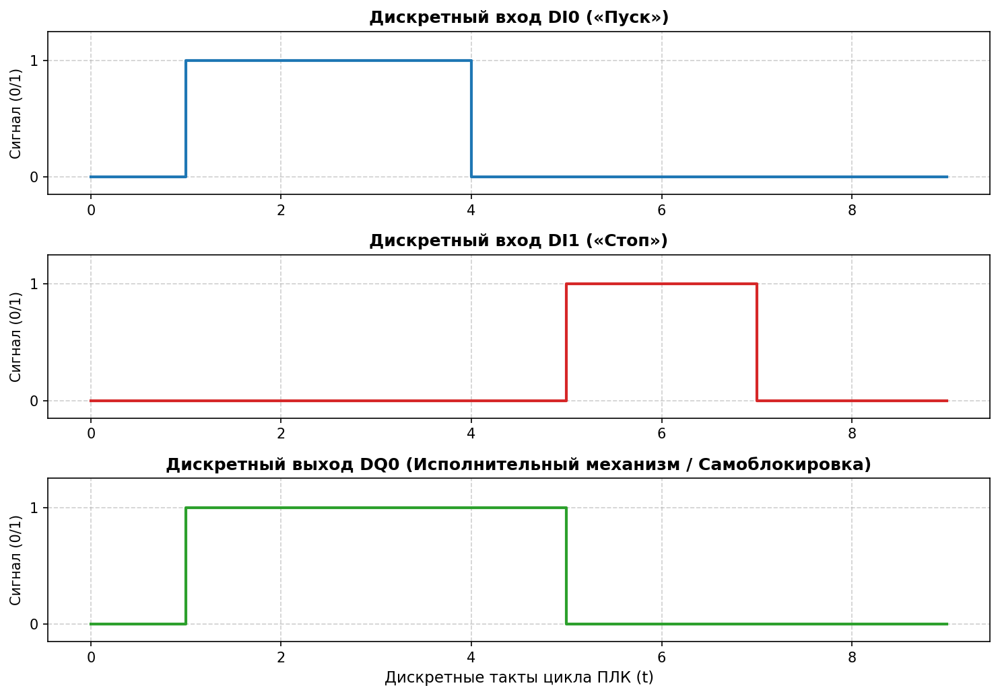 Дискретный вход DI0 («Пуск»)
Сигнал (0/1)
1
0
0 2 4 6 8
Дискретный вход DI1 («Стоп»)
Сигнал (0/1)
1
0
0 2 4 6 8
Дискретный выход DQ0 (Исполнительный механизм / Самоблокировка)
Сигнал (0/1)
1
0
0 2 4 6 8
Дискретные такты цикла ПЛК (t)